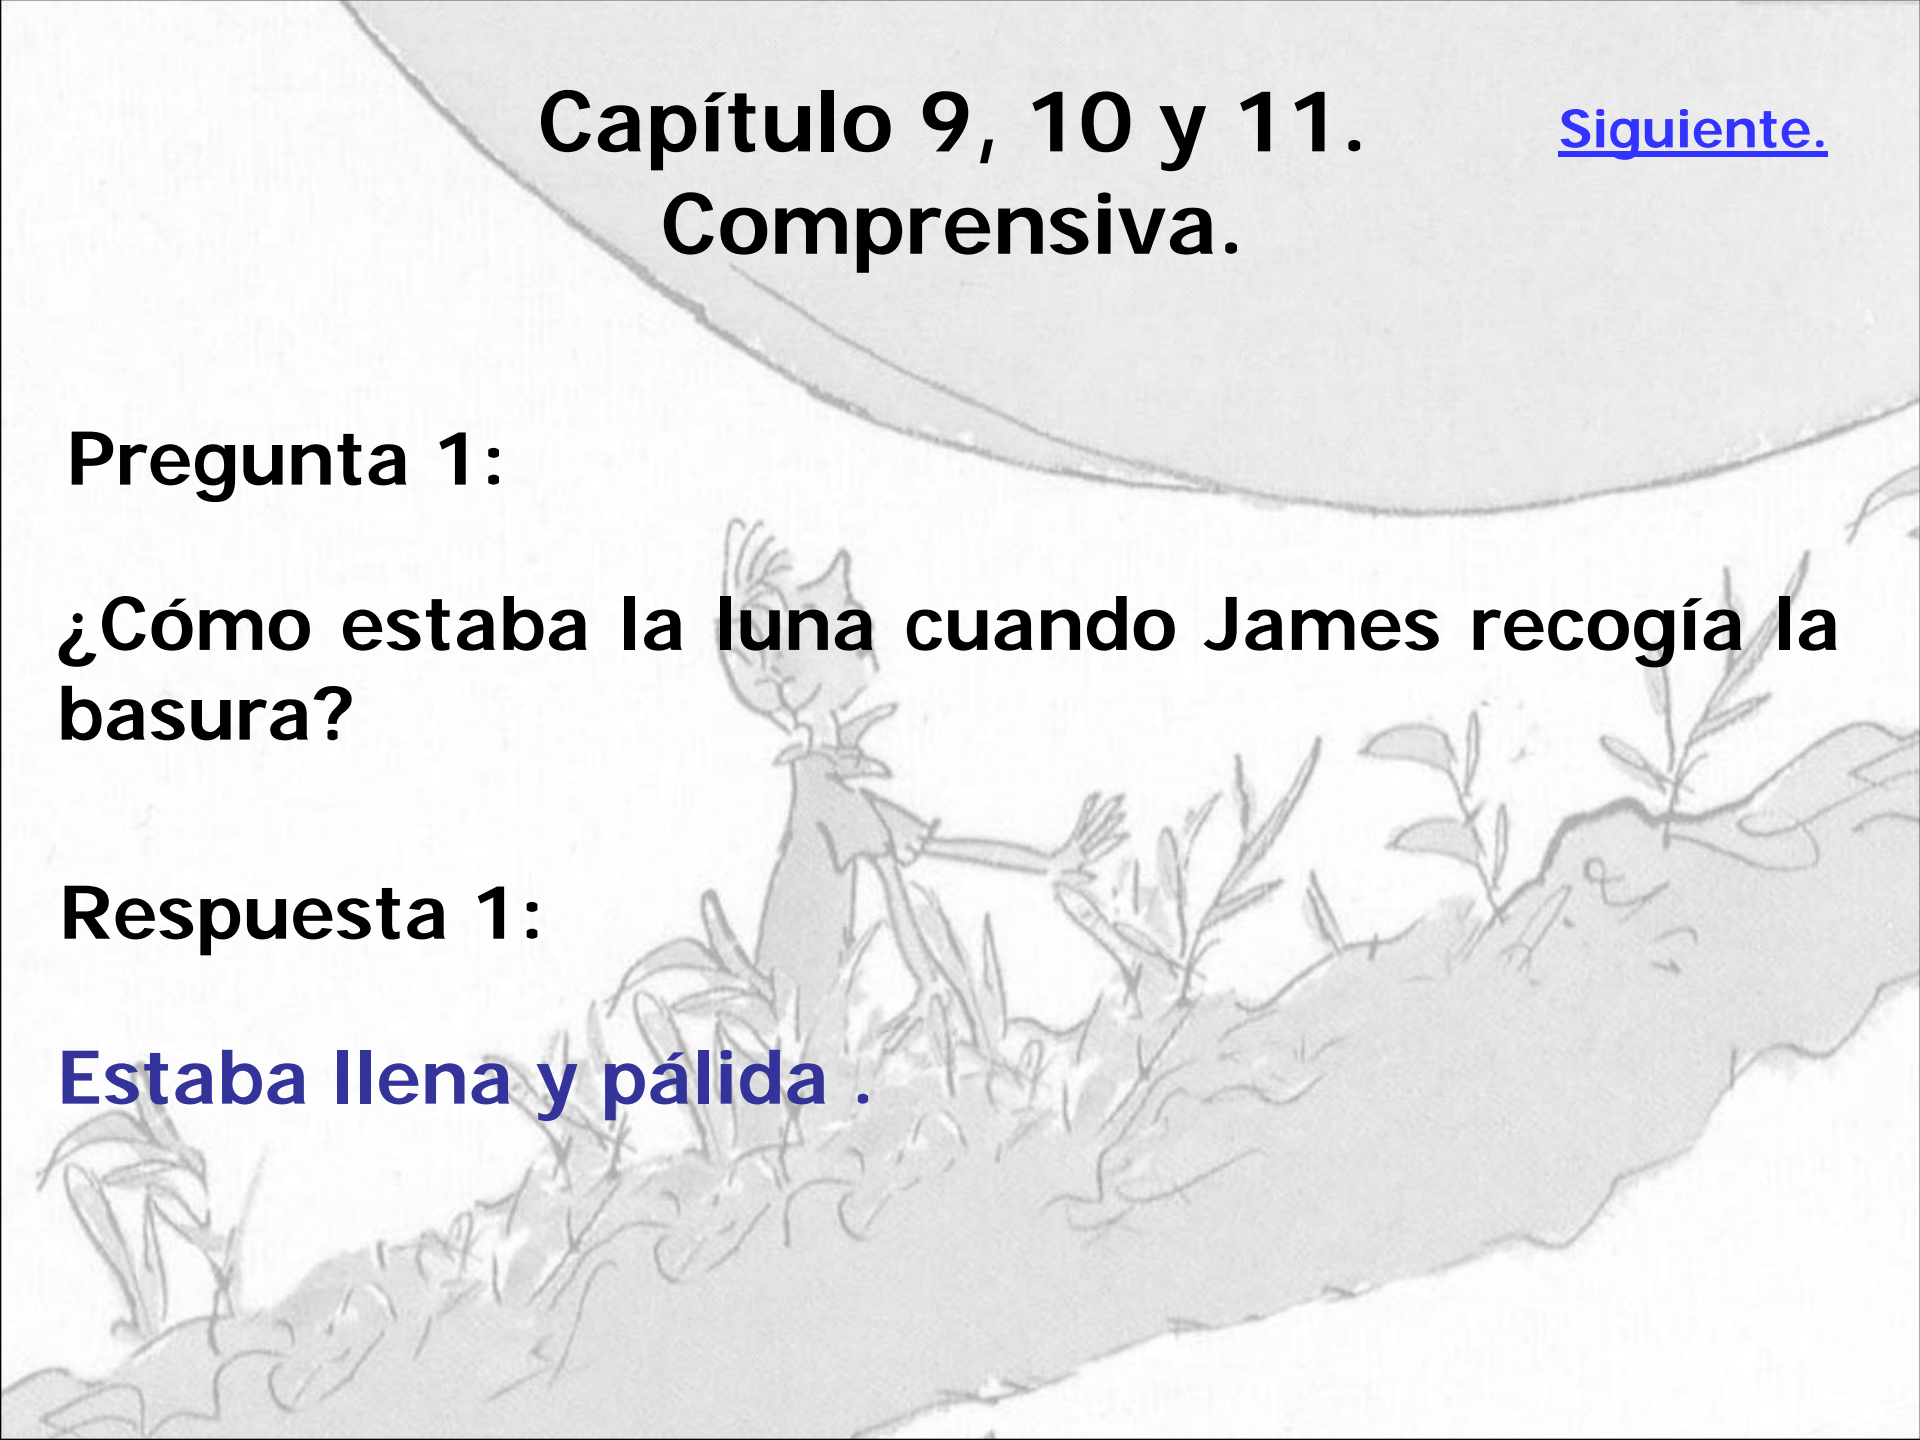 Capítulo 9, 10 y 11.
Siguiente.
Comprensiva.
Pregunta 1:
¿Cómo estaba la luna cuando James recogía la
basura?
Respuesta 1:
Estaba llena y pálida .